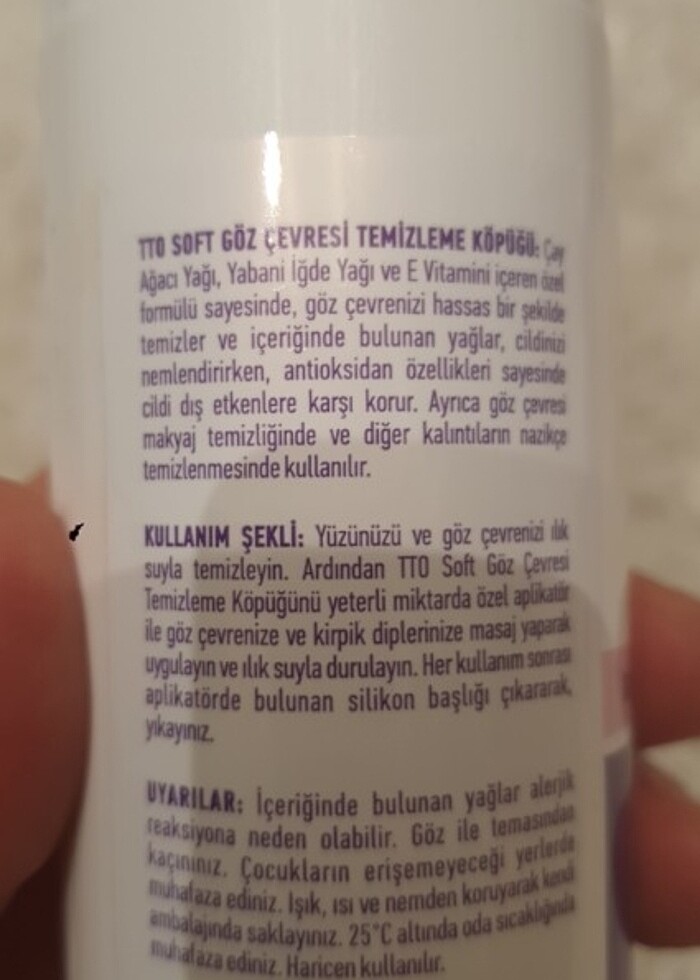 TTO SOFT GÖZ ÇEVRESİ TEMİZLEME KÖPÜĞÜ: Çay
Ağacı Yağı, Yabani İğde Yağı ve E Vitamini içeren özel
formülü sayesinde, göz çevrenizi hassas bir şekilde
temizler ve içeriğinde bulunan yağlar, cildinizi
nemlendirirken, antioksidan özellikleri sayesinde
cildi dış etkenlere karşı korur. Ayrıca göz çevresi
makyaj temizliğinde ve diğer kalıntıların nazikçe
temizlenmesinde kullanılır.
KULLANIM ŞEKLİ: Yüzünüzü ve göz çevrenizi ılık
suyla temizleyin. Ardından TTO Soft Göz Çevresi
Temizleme Köpüğünü yeterli miktarda özel aplikatör
ile göz çevrenize ve kirpik diplerinize masaj yaparak
uygulayın ve ılık suyla durulayın. Her kullanım sonrası
aplikatörde bulunan silikon başlığı çıkararak,
yıkayınız.
UYARILAR: İçeriğinde bulunan yağlar alerjik
reaksiyona neden olabilir. Göz ile temasından
kaçınınız. Çocukların erişemeyeceği yerlerde
muhafaza ediniz. Işık, ısı ve nemden koruyarak kendi
ambalajında saklayınız. 25°C altında oda sıcaklığında
muhafaza ediniz. Haricen kullanılır.